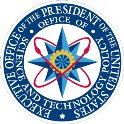 EXECUTIVE OFFICE OF THE PRESIDENT OF THE UNITED STATES
OFFICE OF
SCIENCE AND TECHNOLOGY POLICY